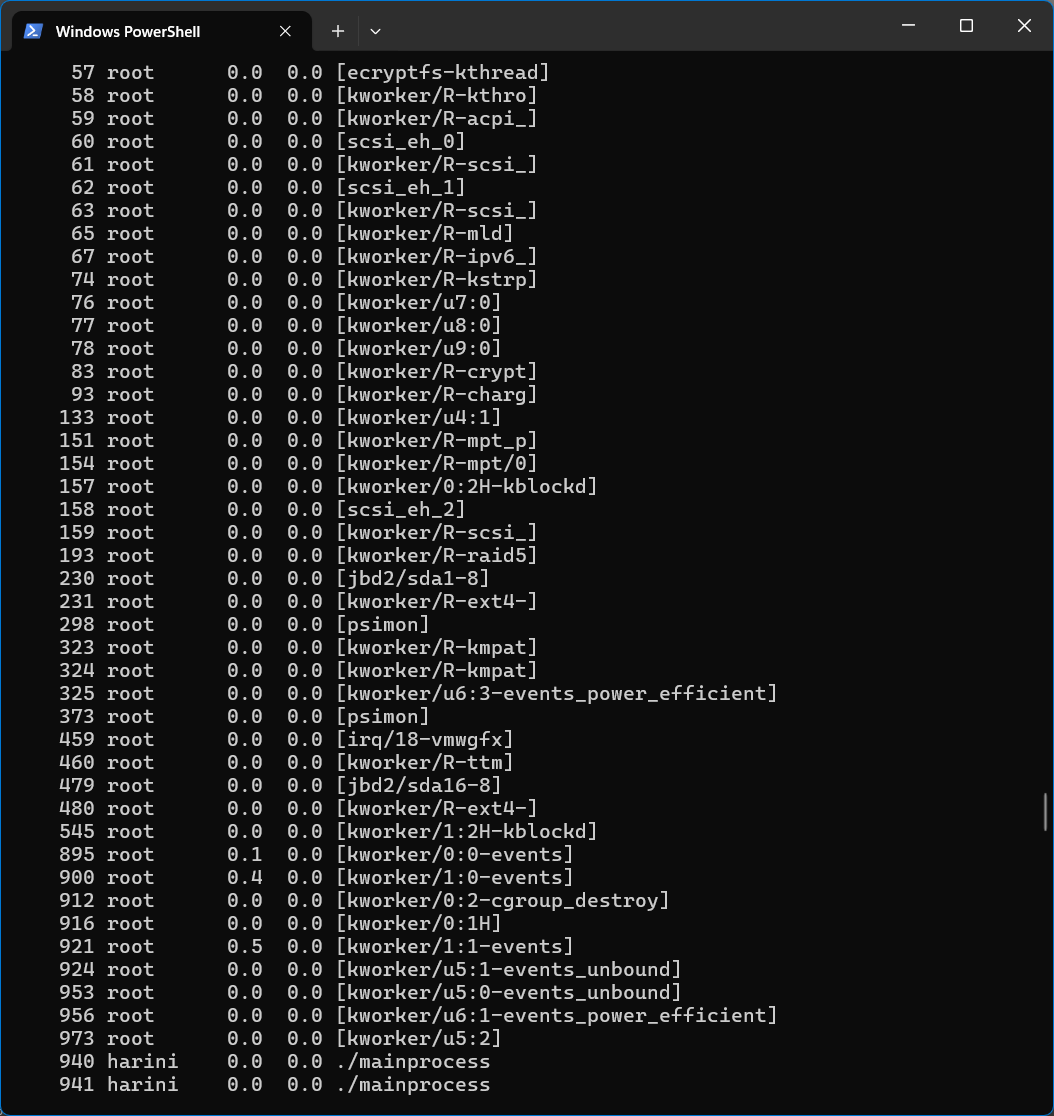 Windows PowerShell
57 root 0.0 0.0 [ecryptfs-kthread]
58 root 0.0 0.0 [kworker/R-kthro]
59 root 0.0 0.0 [kworker/R-acpi_]
60 root 0.0 0.0 [scsi_eh_0]
61 root 0.0 0.0 [kworker/R-scsi_]
62 root 0.0 0.0 [scsi_eh_1]
63 root 0.0 0.0 [kworker/R-scsi_]
65 root 0.0 0.0 [kworker/R-mld]
67 root 0.0 0.0 [kworker/R-ipv6_]
74 root 0.0 0.0 [kworker/R-kstrp]
76 root 0.0 0.0 [kworker/u7:0]
77 root 0.0 0.0 [kworker/u8:0]
78 root 0.0 0.0 [kworker/u9:0]
83 root 0.0 0.0 [kworker/R-crypt]
93 root 0.0 0.0 [kworker/R-charg]
133 root 0.0 0.0 [kworker/u4:1]
151 root 0.0 0.0 [kworker/R-mpt_p]
154 root 0.0 0.0 [kworker/R-mpt/0]
157 root 0.0 0.0 [kworker/0:2H-kblockd]
158 root 0.0 0.0 [scsi_eh_2]
159 root 0.0 0.0 [kworker/R-scsi_]
193 root 0.0 0.0 [kworker/R-raid5]
230 root 0.0 0.0 [jbd2/sda1-8]
231 root 0.0 0.0 [kworker/R-ext4-]
298 root 0.0 0.0 [psimon]
323 root 0.0 0.0 [kworker/R-kmpat]
324 root 0.0 0.0 [kworker/R-kmpat]
325 root 0.0 0.0 [kworker/u6:3-events_power_efficient]
373 root 0.0 0.0 [psimon]
459 root 0.0 0.0 [irq/18-vmwgfx]
460 root 0.0 0.0 [kworker/R-ttm]
479 root 0.0 0.0 [jbd2/sda16-8]
480 root 0.0 0.0 [kworker/R-ext4-]
545 root 0.0 0.0 [kworker/1:2H-kblockd]
895 root 0.1 0.0 [kworker/0:0-events]
900 root 0.4 0.0 [kworker/1:0-events]
912 root 0.0 0.0 [kworker/0:2-cgroup_destroy]
916 root 0.0 0.0 [kworker/0:1H]
921 root 0.5 0.0 [kworker/1:1-events]
924 root 0.0 0.0 [kworker/u5:1-events_unbound]
953 root 0.0 0.0 [kworker/u5:0-events_unbound]
956 root 0.0 0.0 [kworker/u6:1-events_power_efficient]
973 root 0.0 0.0 [kworker/u5:2]
940 harini 0.0 0.0 ./mainprocess
941 harini 0.0 0.0 ./mainprocess